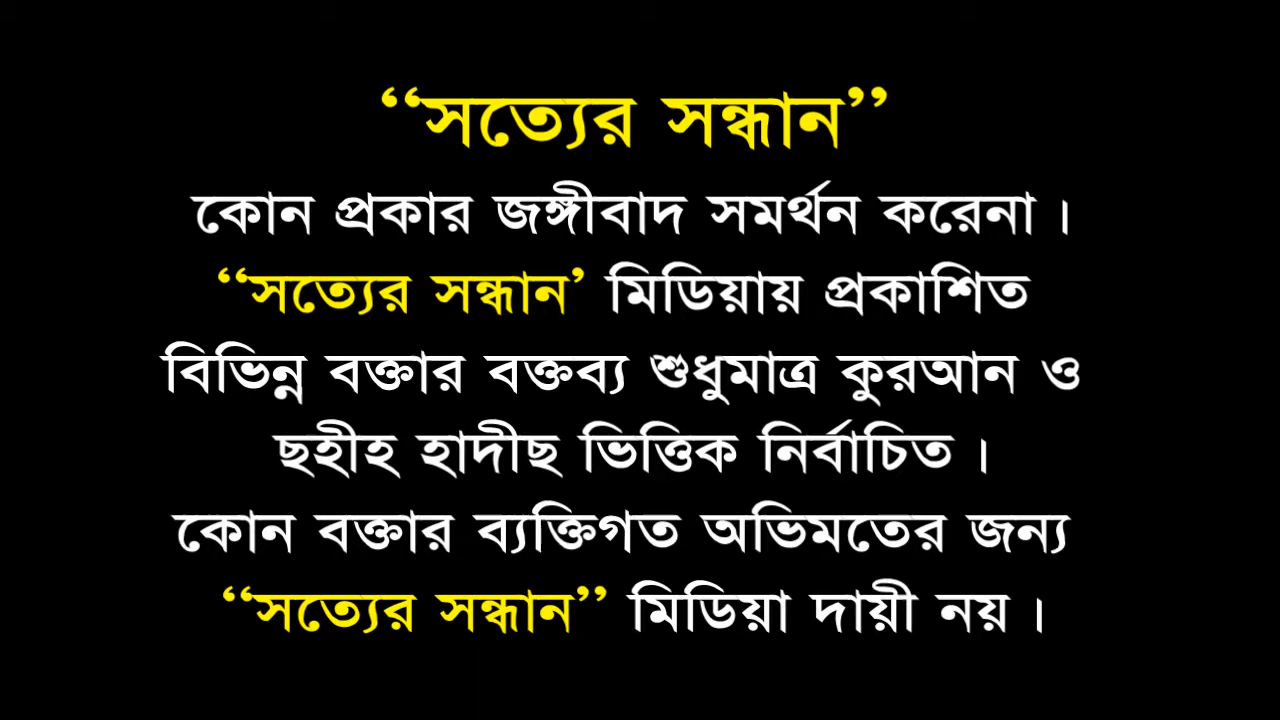 ‘‘সত্যের সন্ধান’’
কোন প্রকার জঙ্গীবাদ সমর্থন করেনা ।
‘‘সত্যের সন্ধান’ মিডিয়ায় প্রকাশিত
বিভিন্ন বক্তার বক্তব্য শুধুমাত্র কুরআন ও
ছহীহ হাদীছ ভিত্তিক নির্বাচিত ।
কোন বক্তার ব্যক্তিগত অভিমতের জন্য
‘‘সত্যের সন্ধান’’ মিডিয়া দায়ী নয় ।